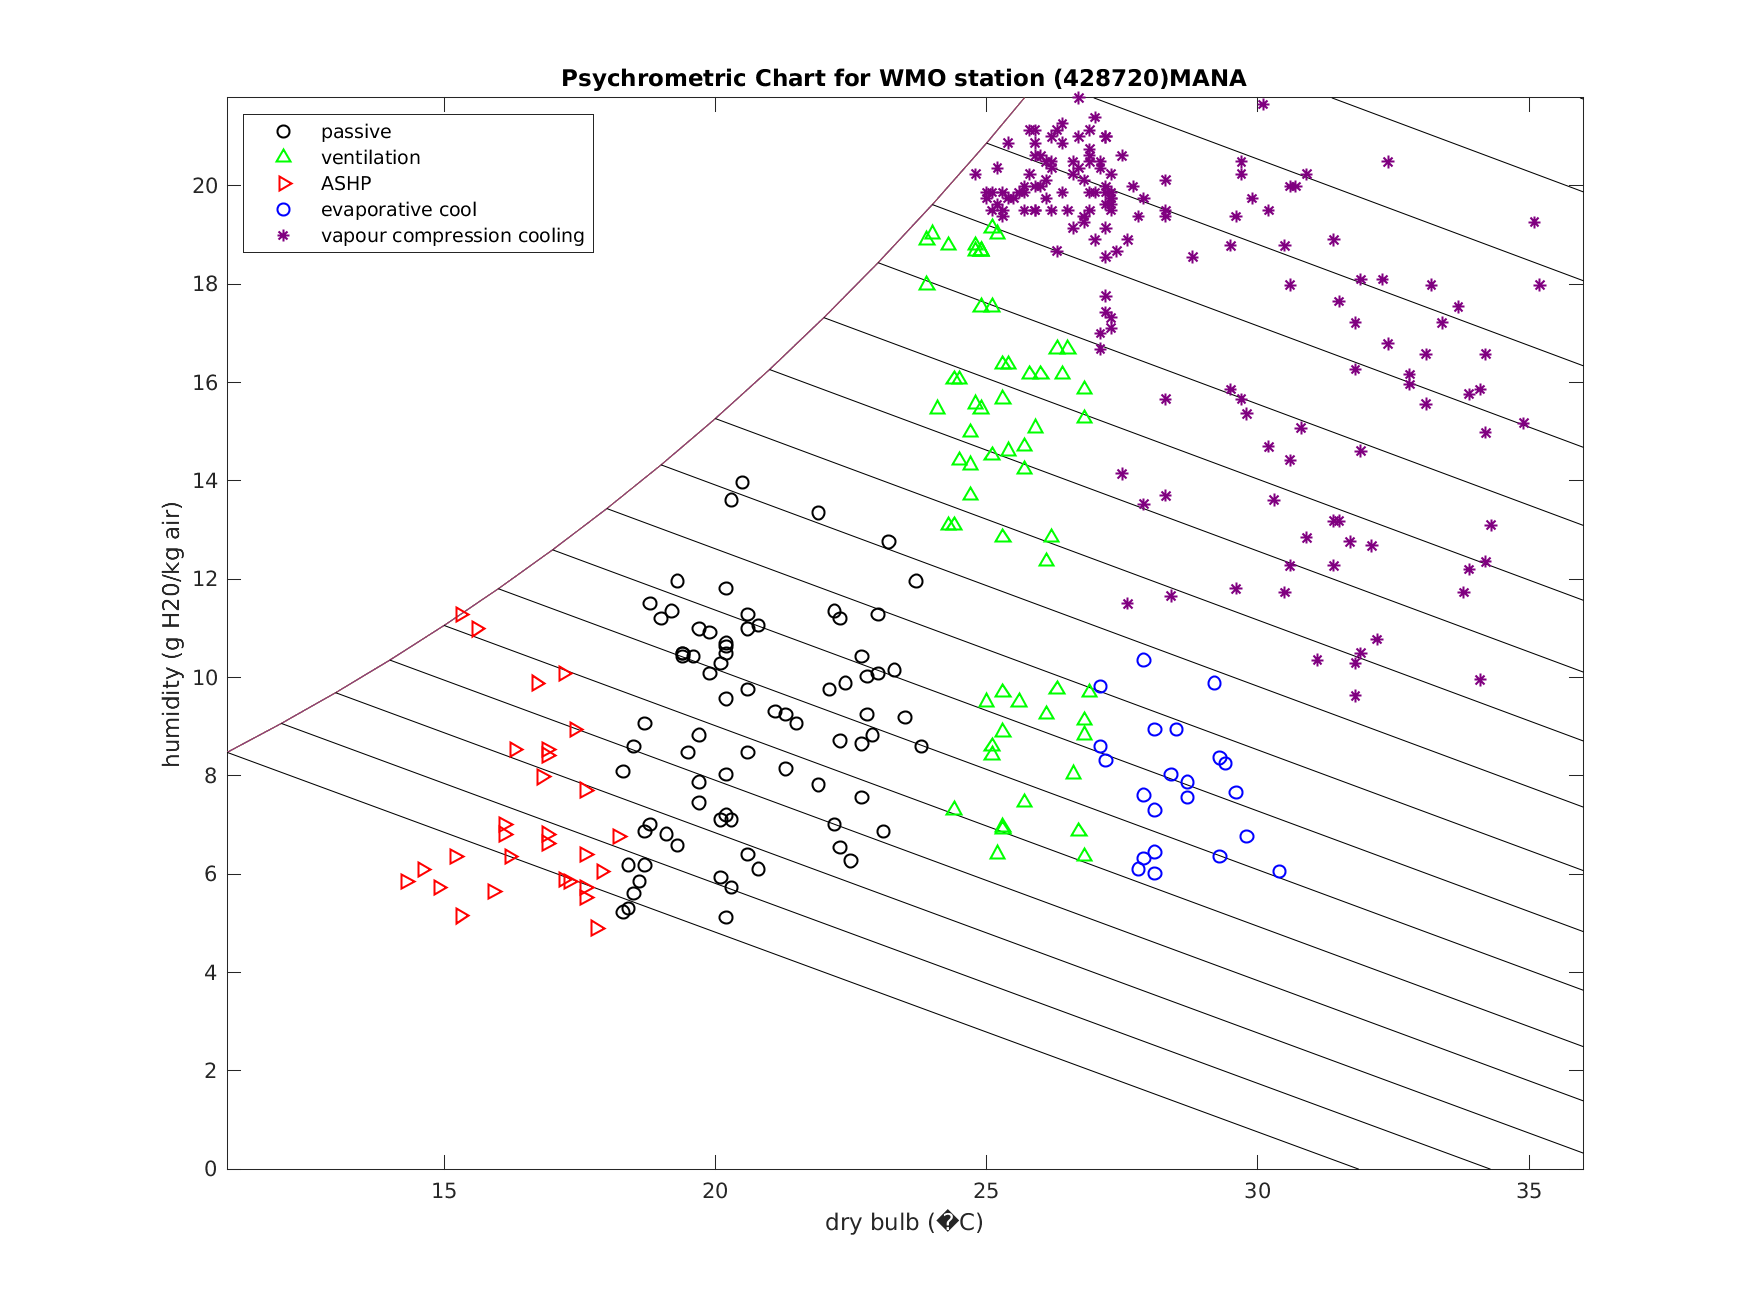 Psychrometric Chart for WMO station (428720)MANA
passive
ventilation
ASHP
evaporative cool
vapour compression cooling
humidity (g H20/kg air)
20
18
16
14
12
10
8
6
4
2
0
15 20 25 30 35
dry bulb (�C)